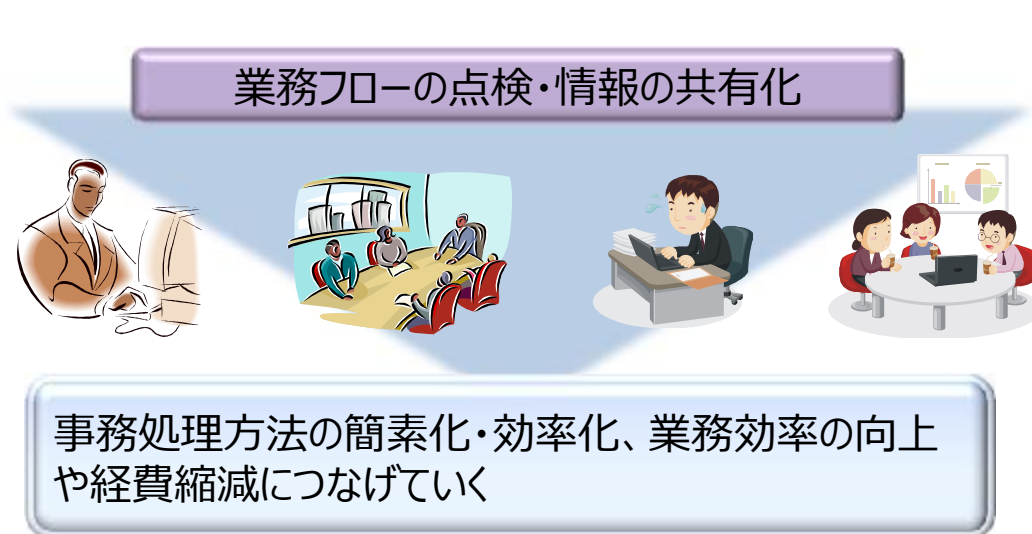 業務フローの点検・情報の共有化
事務処理方法の簡素化・効率化、業務効率の向上
や経費縮減につなげていく